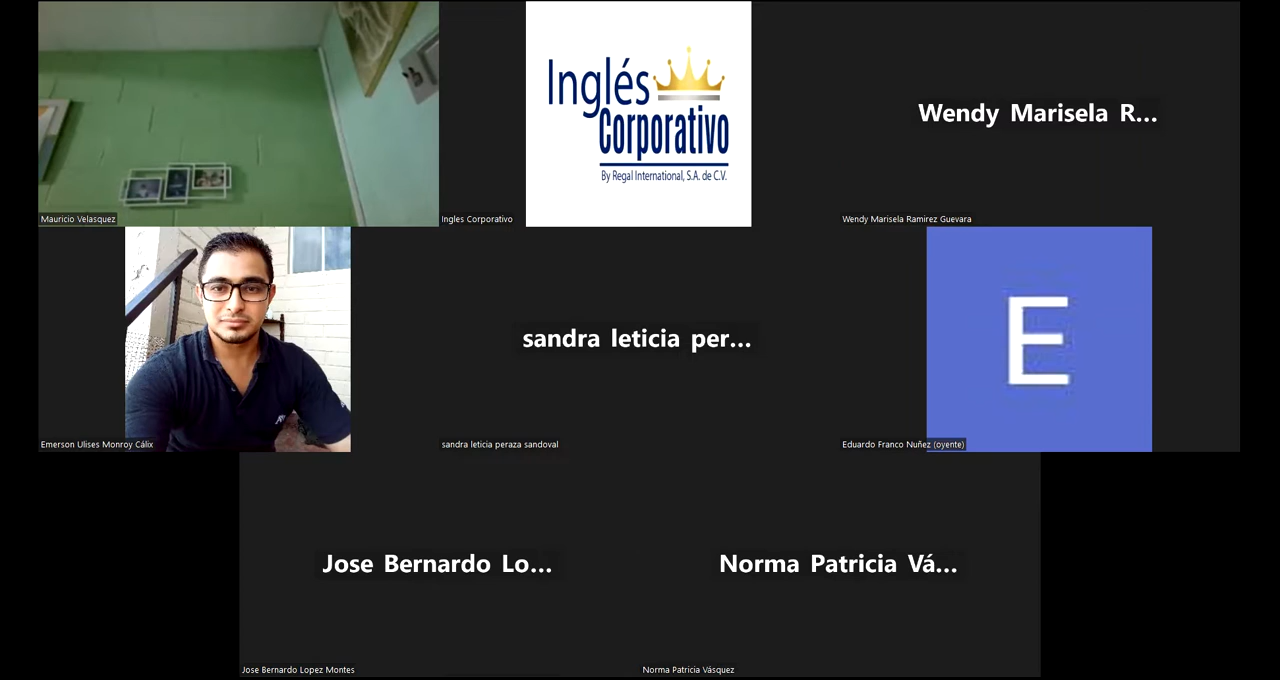 Inglés
Corporativo
By Regal International, S.A. de C.V.
Wendy Marisela R...
Mauricio Velasquez
Ingles Corporativo
Wendy Marisela Ramirez Guevara
sandra leticia per...
E
Emerson Ulises Monroy Cálix
sandra leticia peraza sandoval
Eduardo Franco Nuñez (oyente)
Jose Bernardo Lo...
Norma Patricia Vá...
Jose Bernardo Lopez Montes
Norma Patricia Vásquez